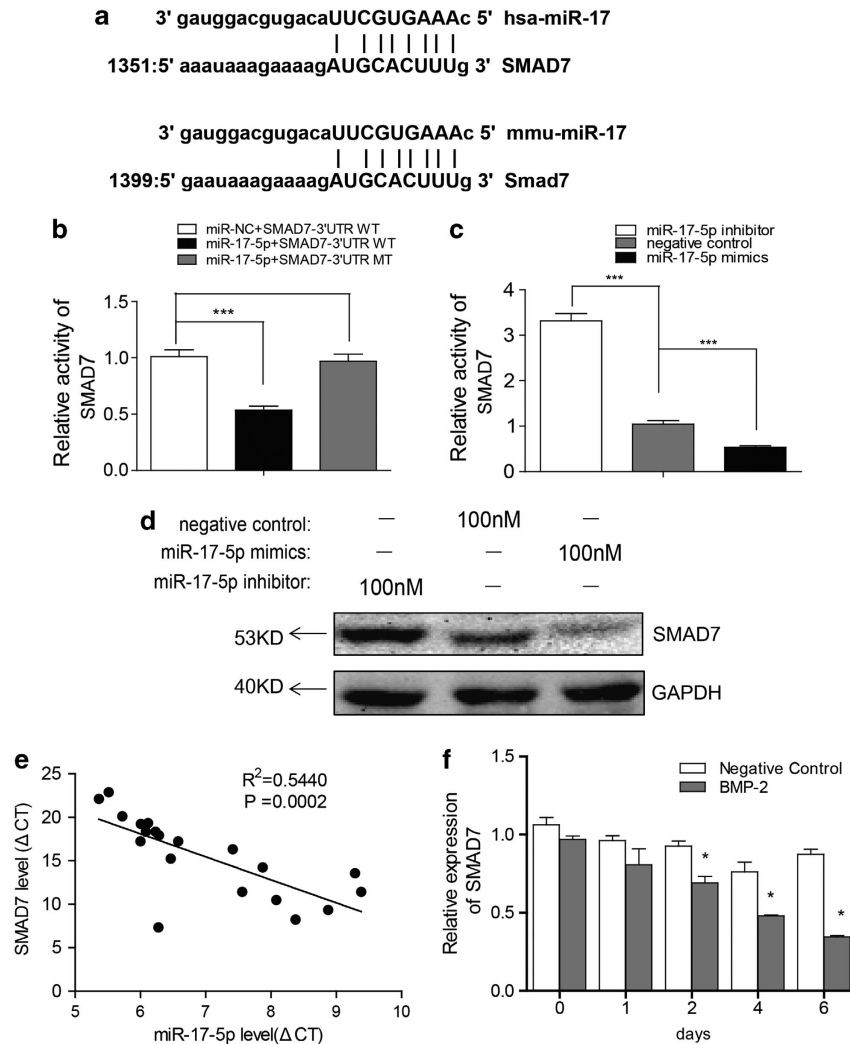 a
3' gauggacgugacaUUCGUGAAAc 5' hsa-miR-17
1351:5' aaauaaagaaaagAUGCACUUUg 3' SMAD7
3' gauggacgugacaUUCGUGAAAc 5' mmu-miR-17
1399:5' gaauaaagaaaagAUGCACUUUg 3' Smad7
b
miR-NC+SMAD7-3'UTR WT
miR-17-5p+SMAD7-3'UTR WT
miR-17-5p+SMAD7-3'UTR MT
Relative activity of
SMAD7
1.5
1.0
0.5
0.0
***
c
miR-17-5p inhibitor
negative control
miR-17-5p mimics
Relative activity of
SMAD7
4
3
2
1
0
***
***
d
negative control: — 100nM —
miR-17-5p mimics: — — 100nM
miR-17-5p inhibitor: 100nM — —
53KD SMAD7
40KD GAPDH
e
R²=0.5440
P =0.0002
SMAD7 level (Δ CT)
25
20
15
10
5
0
5 6 7 8 9 10
miR-17-5p level(Δ CT)
f
Negative Control
BMP-2
Relative expression
of SMAD7
1.5
1.0
0.5
0.0
*
*
*
0 1 2 4 6
days